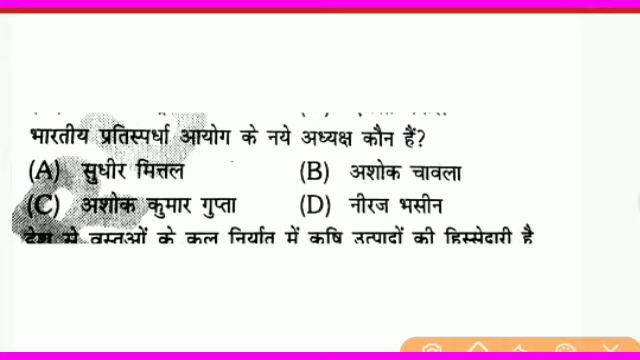 भारतीय प्रतिस्पर्धा आयोग के नये अध्यक्ष कौन हैं?
(A) सुधीर मित्तल (B) अशोक चावला
(C) अशोक कुमार गुप्ता (D) नीरज भसीन
देश से वस्तुओं के कुल निर्यात में कृषि उत्पादों की हिस्सेदारी है